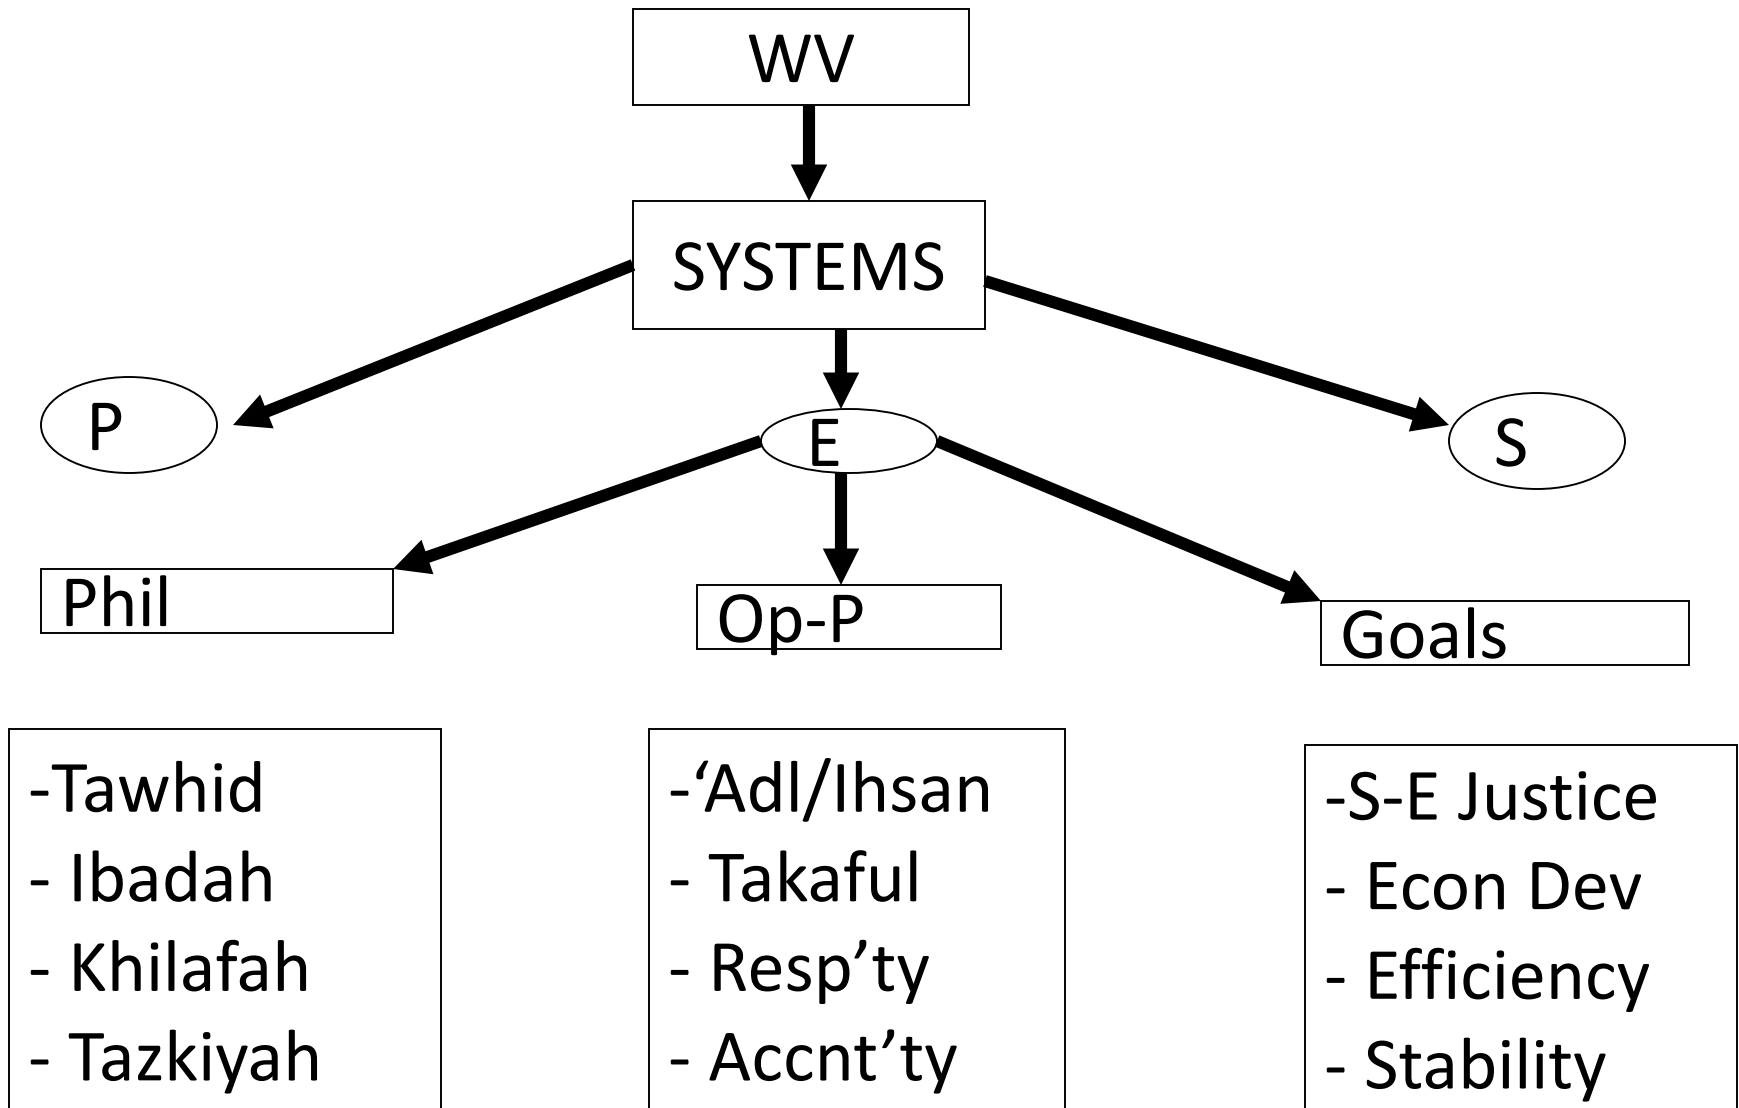 WV
SYSTEMS
P
E
S
Phil
Op-P
Goals
-Tawhid
- Ibadah
- Khilafah
- Tazkiyah
-‘Adl/Ihsan
- Takaful
- Resp’ty
- Accnt’ty
-S-E Justice
- Econ Dev
- Efficiency
- Stability